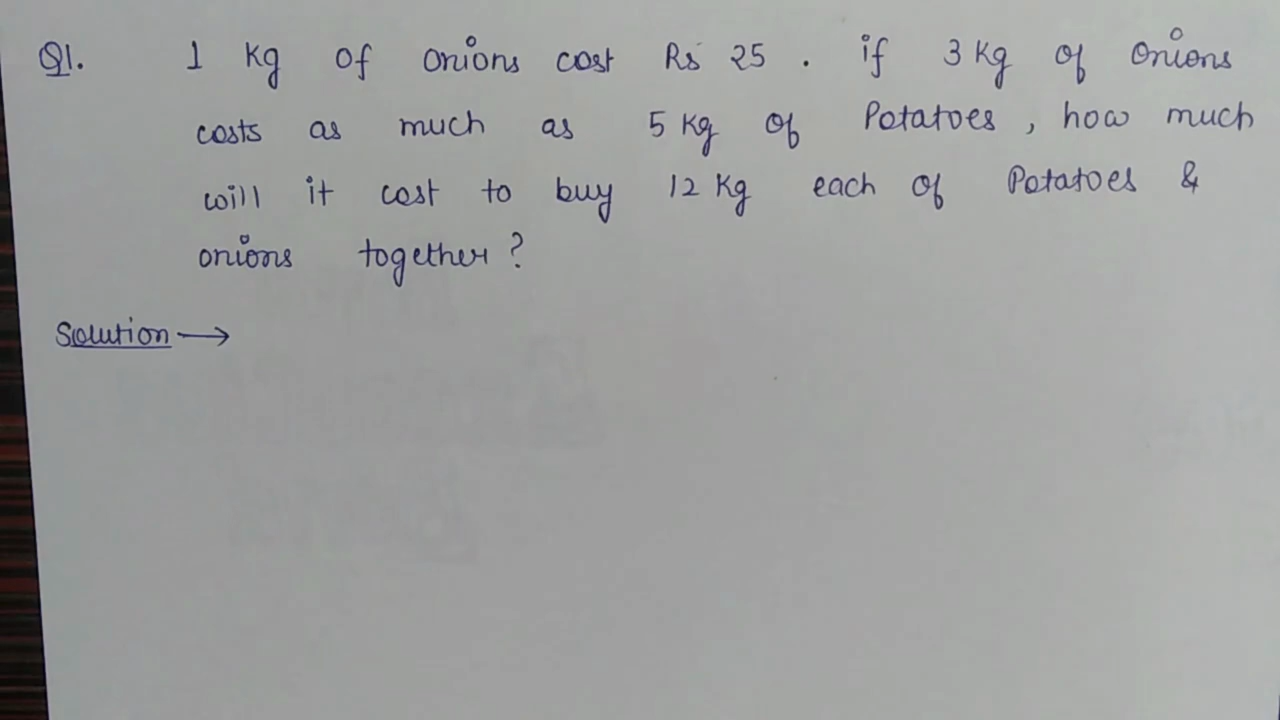 Q1. 1 Kg of onions cost Rs 25 . if 3 Kg of onions
costs as much as 5 Kg of Potatoes , how much
will it cost to buy 12 Kg each of Potatoes &
onions together ?
Solution →